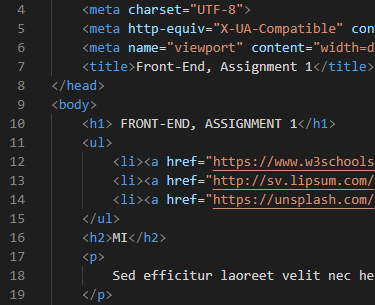 4 <meta charset="UTF-8">
5 <meta http-equiv="X-UA-Compatible" con
6 <meta name="viewport" content="width=d
7 <title>Front-End, Assignment 1</title>
8 </head>
9 <body>
10 <h1> FRONT-END, ASSIGNMENT 1</h1>
11 <ul>
12 <li><a href="https://www.w3schools
13 <li><a href="http://sv.lipsum.com/
14 <li><a href="https://unsplash.com/
15 </ul>
16 <h2>MI</h2>
17 <p>
18 Sed efficitur laoreet velit nec he
19 </p>